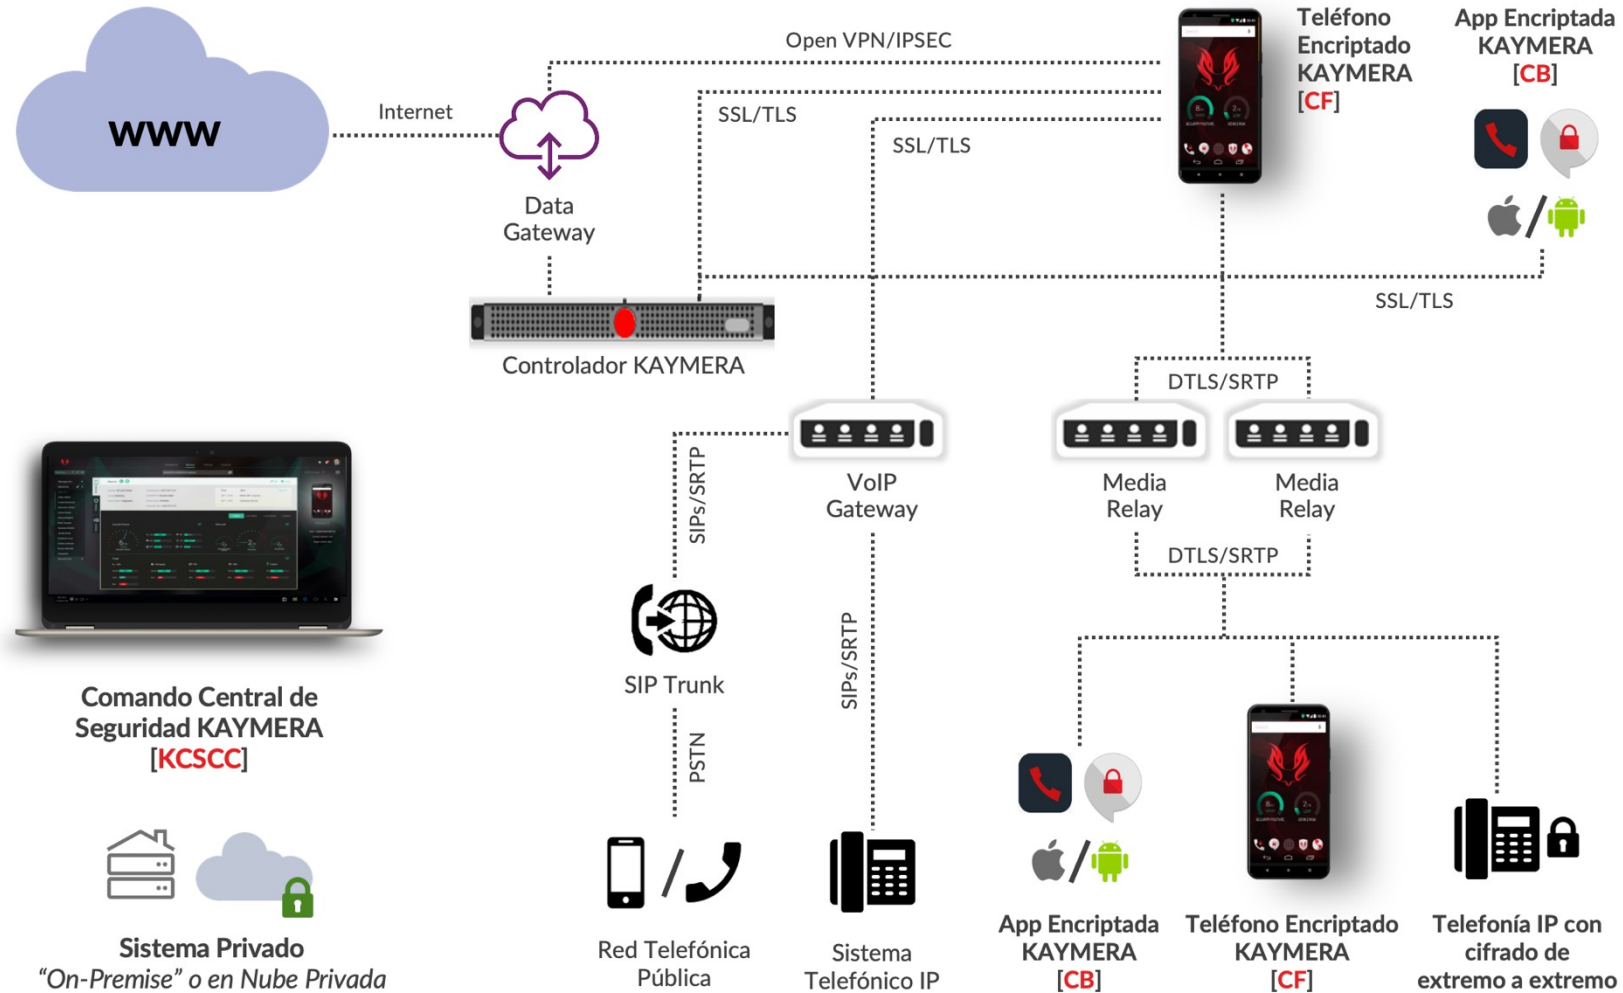 www
Internet
Open VPN/IPSEC
SSL/TLS
SSL/TLS
Data
Gateway
Teléfono
Encriptado
KAYMERA
[CF]
App Encriptada
KAYMERA
[CB]
SSL/TLS
Controlador KAYMERA
DTLS/SRTP
SIPs/SRTP
VoIP
Gateway
Media
Relay
Media
Relay
DTLS/SRTP
SIPs/SRTP
SIP Trunk
PSTN
Comando Central de
Seguridad KAYMERA
[KCSCC]
Sistema Privado
“On-Premise” o en Nube Privada
Red Telefónica
Pública
Sistema
Telefónico IP
App Encriptada
KAYMERA
[CB]
Teléfono Encriptado
KAYMERA
[CF]
Telefonía IP con
cifrado de
extremo a extremo